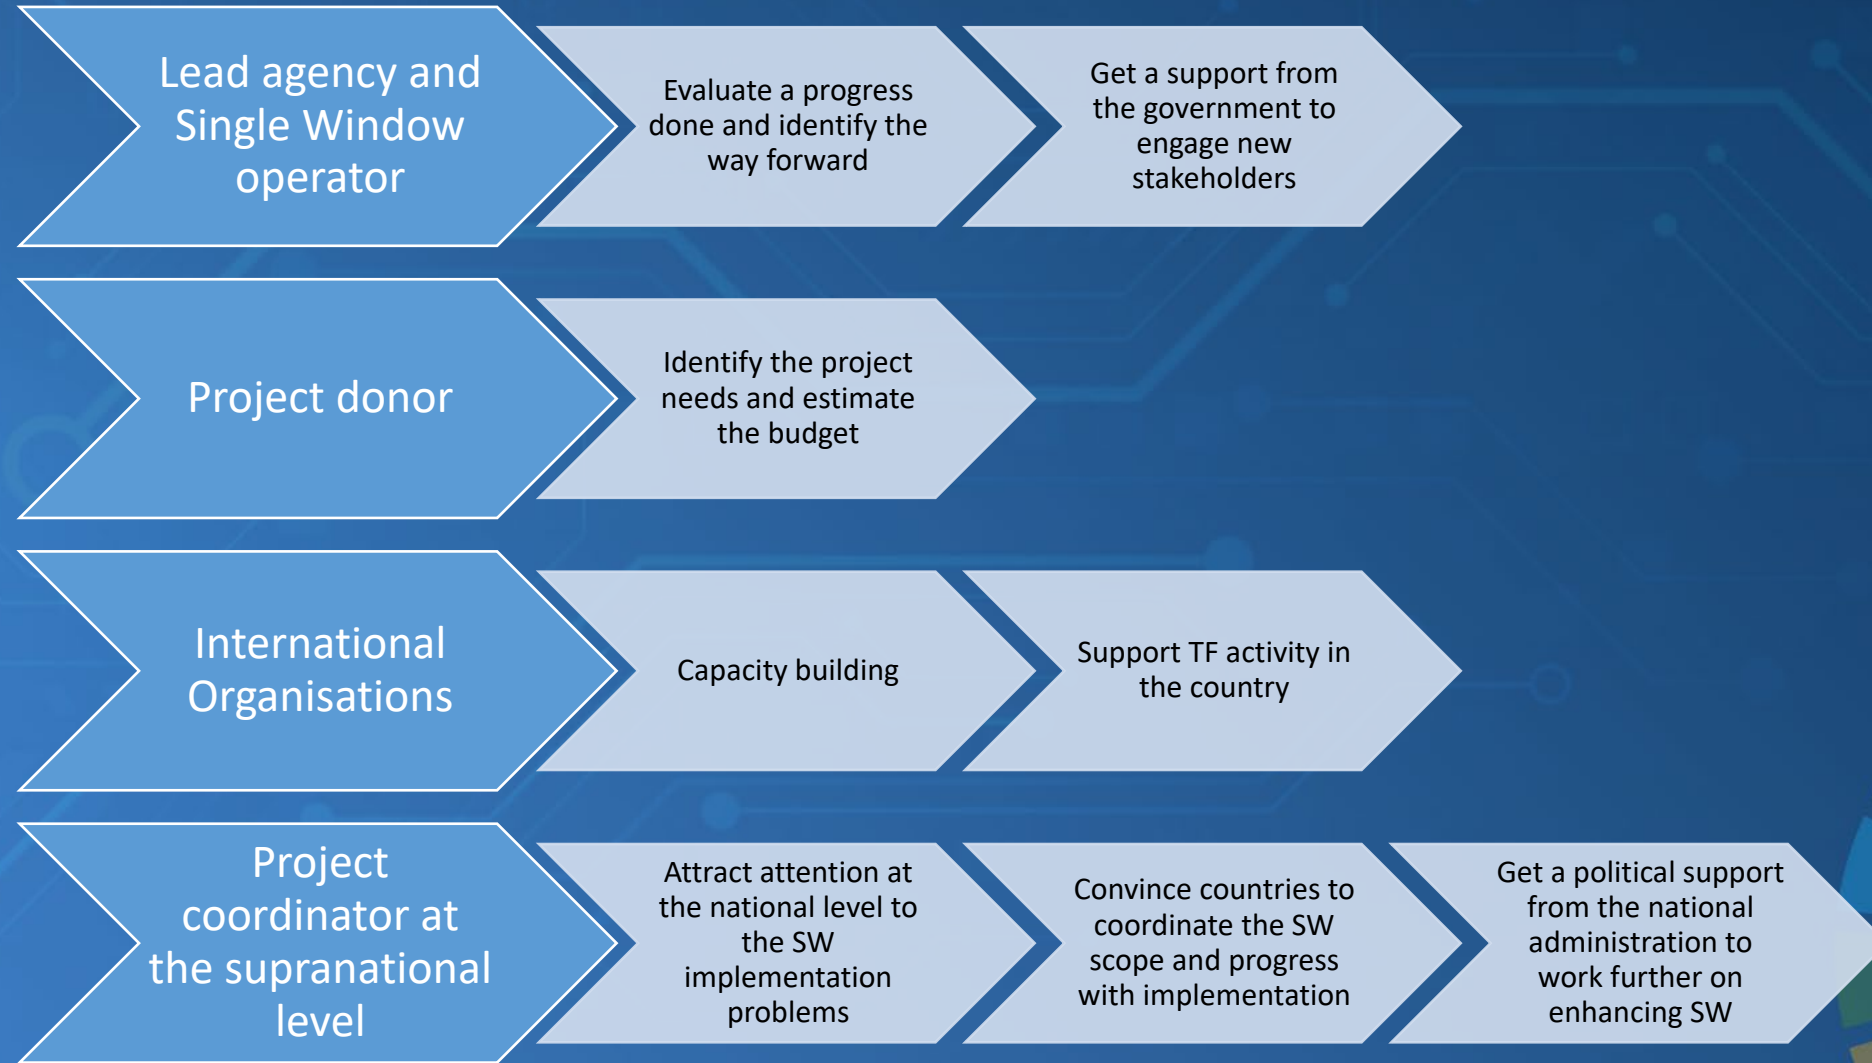 Lead agency and
Single Window
operator
Evaluate a progress
done and identify the
way forward
Get a support from
the government to
engage new
stakeholders
Project donor
Identify the project
needs and estimate
the budget
International
Organisations
Capacity building
Support TF activity in
the country
Project
coordinator at
the supranational
level
Attract attention at
the national level to
the SW
implementation
problems
Convince countries to
coordinate the SW
scope and progress
with implementation
Get a political support
from the national
administration to
work further on
enhancing SW